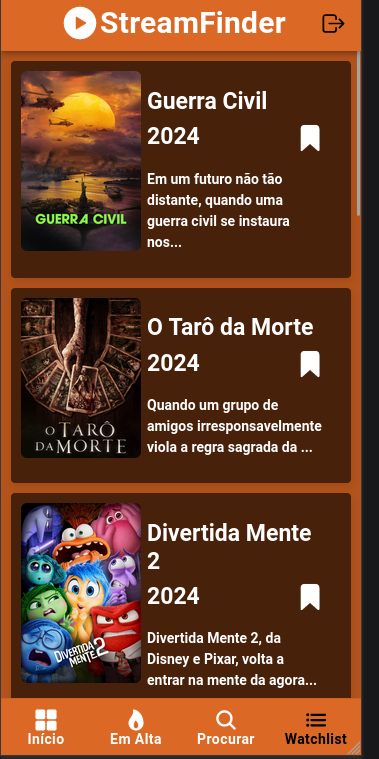 StreamFinder
Guerra Civil
2024
Em um futuro não tão
distante, quando uma
guerra civil se instaura
nos...
GUERRA CIVIL
O Tarô da Morte
2024
Quando um grupo de
amigos irresponsavelmente
viola a regra sagrada da ...
O TARÔ
DA MORTE
Divertida Mente
2
2024
Divertida Mente 2, da
Disney e Pixar, volta a
entrar na mente da agora...
DIVERTIDA
MENTE 2
Início
Em Alta
Procurar
Watchlist